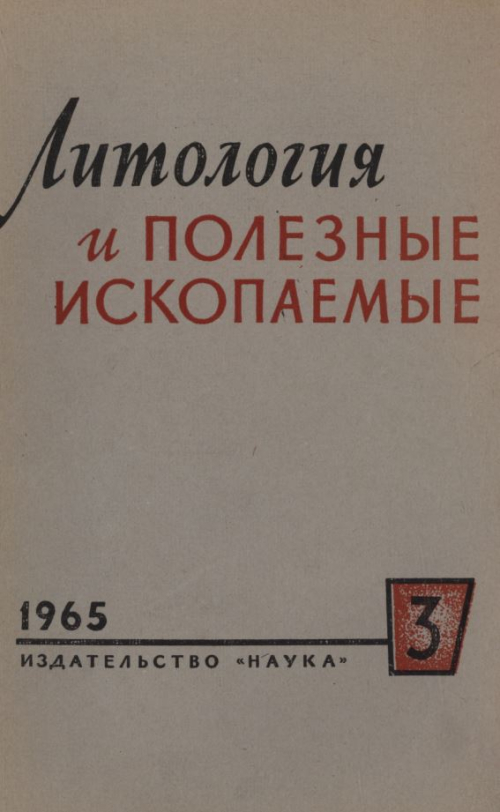 Литология
и ПОЛЕЗНЫЕ
ИСКОПАЕМЫЕ
1965
3
ИЗДАТЕЛЬСТВО «НАУКА»